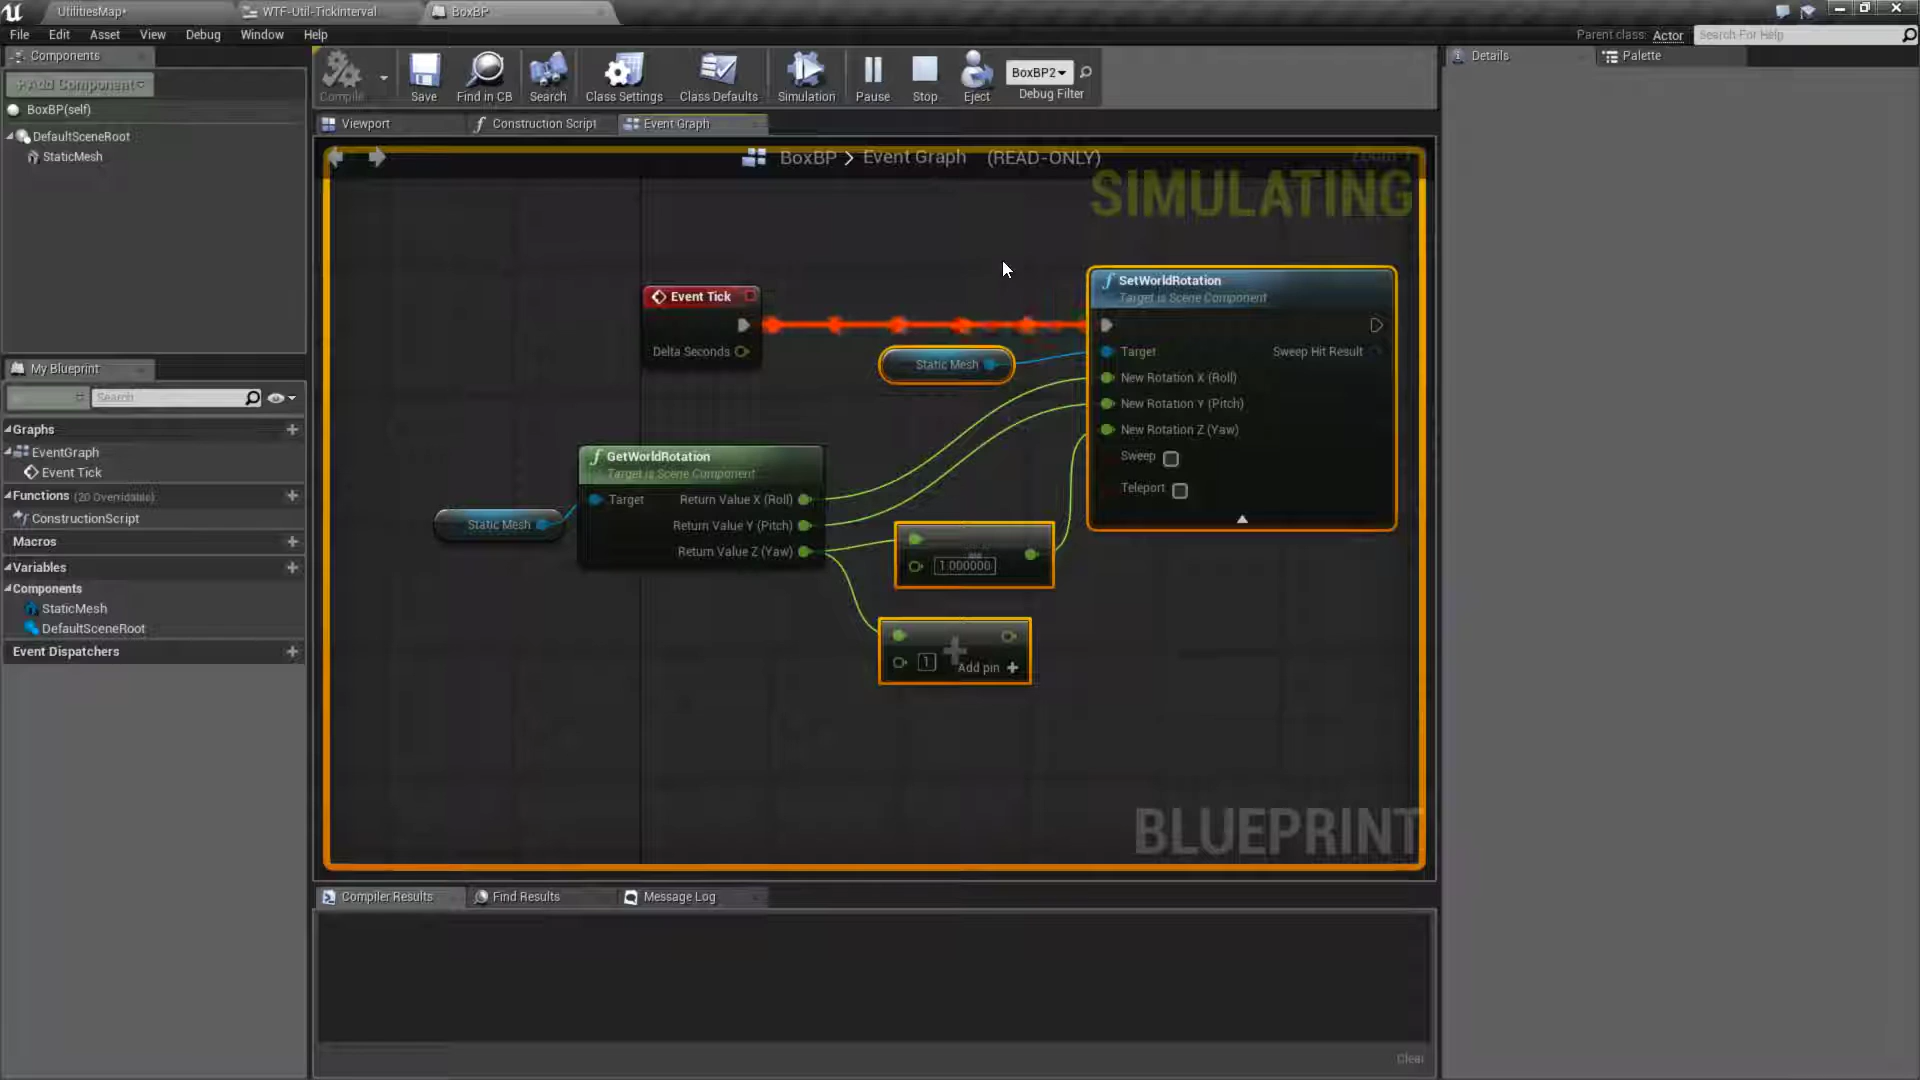 UtilitiesMap*
WTF-Util-TickInterval
BoxBP
File Edit Asset View Debug Window Help
Parent class: Actor
Search For Help
Components
+Add Component
BoxBP(self)
DefaultSceneRoot
StaticMesh
Compile
Save
Find in CB
Search
Class Settings
Class Defaults
Simulation
Pause
Stop
Eject
BoxBP2
Debug Filter
Details
Palette
Viewport
Construction Script
Event Graph
BoxBP > Event Graph (READ-ONLY)
SIMULATING
Event Tick
Delta Seconds
Static Mesh
SetWorldRotation
Target is Scene Component
Target
Sweep Hit Result
New Rotation X (Roll)
New Rotation Y (Pitch)
New Rotation Z (Yaw)
Sweep
Teleport
GetWorldRotation
Target is Scene Component
Target
Return Value X (Roll)
Return Value Y (Pitch)
Return Value Z (Yaw)
Static Mesh
1.000000
1
Add pin +
BLUEPRINT
My Blueprint
Search
Graphs
EventGraph
Event Tick
Functions (20 Overridable)
ConstructionScript
Macros
Variables
Components
StaticMesh
DefaultSceneRoot
Event Dispatchers
Compiler Results
Find Results
Message Log
Clear